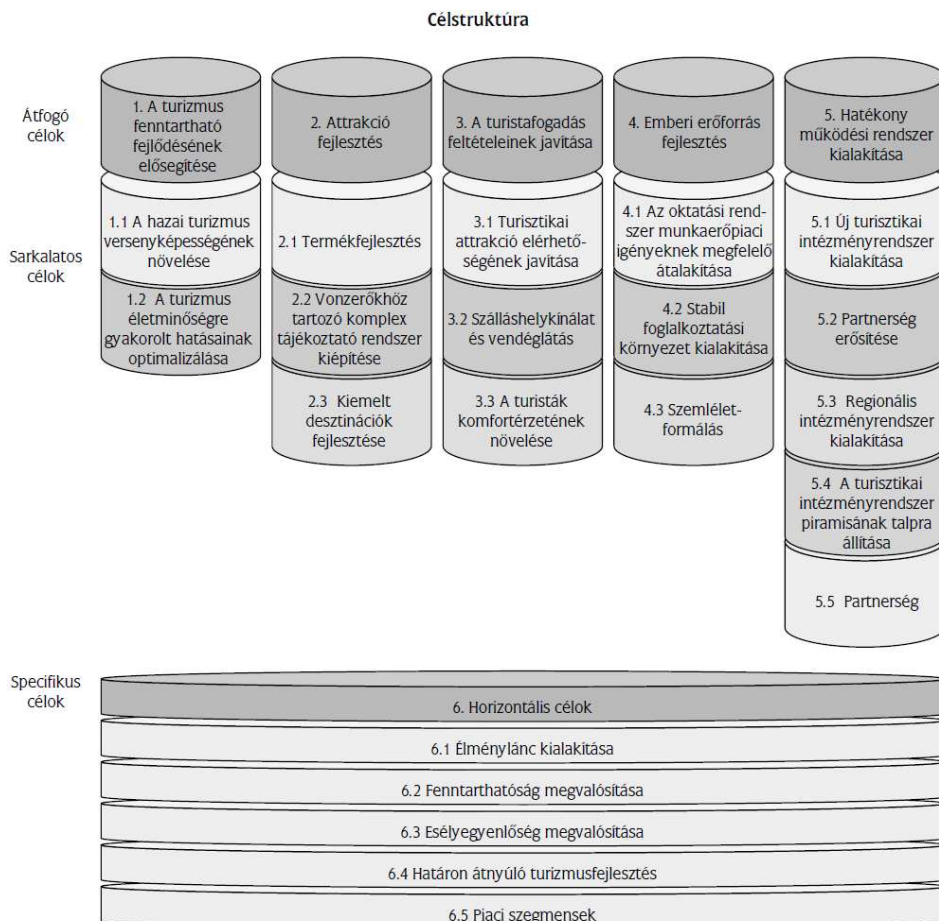 Célstruktúra
Átfogó
célok
1. A turizmus
fenntartható
fejlődésének
elősegítése
2. Attrakció
fejlesztés
3. A turistafogadás
feltételeinek javítása
4. Emberi erőforrás
fejlesztés
5. Hatékony
működési rendszer
kialakítása
Sarkalatos
célok
1.1 A hazai turizmus
versenyképességének
növelése
1.2 A turizmus
életminőségre
gyakorolt hatásainak
optimalizálása
2.1 Termékfejlesztés
2.2 Vonzerőkhöz
tartozó komplex
tájékoztató rendszer
kiépítése
2.3 Kiemelt
desztinációk
fejlesztése
3.1 Turisztikai
attrakció elérhető-
ségének javítása
3.2 Szálláshelykínálat
és vendéglátás
3.3 A turisták
komfortérzetének
növelése
4.1 Az oktatási rend-
szer munkaerőpiaci
igényeknek megfelelő
átalakítása
4.2 Stabil
foglalkoztatási
környezet kialakítása
4.3 Szemlélet-
formálás
5.1 Új turisztikai
intézményrendszer
kialakítása
5.2 Partnerség
erősítése
5.3 Regionális
intézményrendszer
kialakítása
5.4 A turisztikai
intézményrendszer
piramisának talpra
állítása
5.5 Partnerség
Specifikus
célok
6. Horizontális célok
6.1 Élménylánc kialakítása
6.2 Fenntarthatóság megvalósítása
6.3 Esélyegyenlőség megvalósítása
6.4 Határon átnyúló turizmusfejlesztés
6.5 Piaci szegmensek